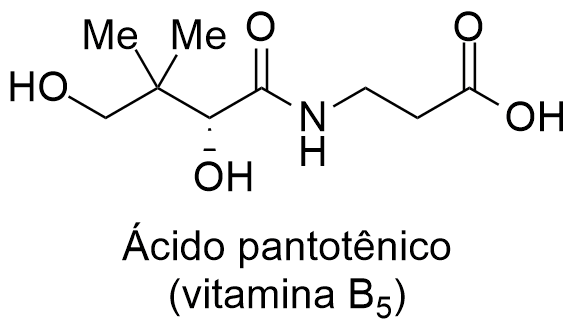 Me Me O O
HO
N
H
OH
OH
Ácido pantotênico
(vitamina B5)